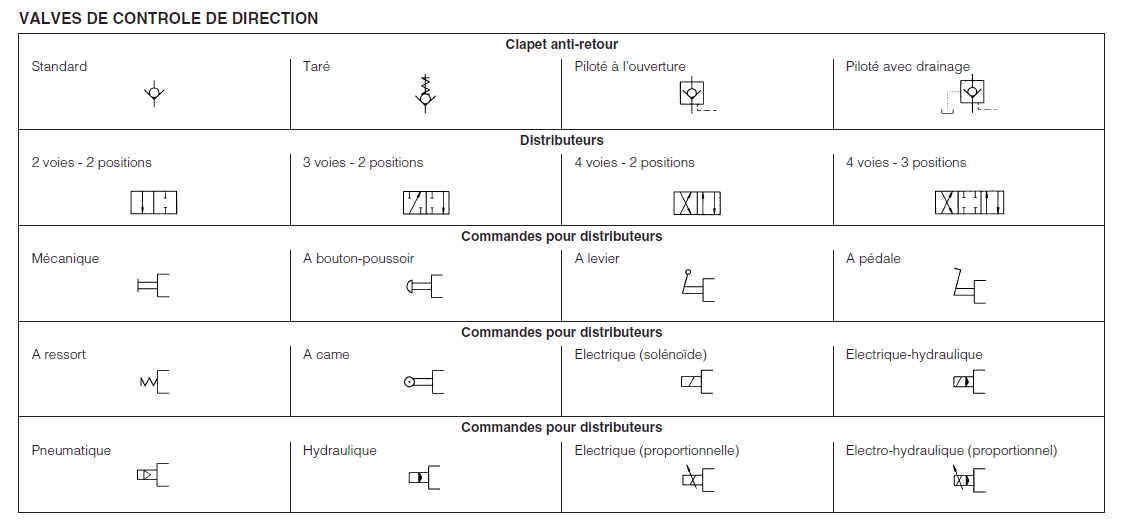 VALVES DE CONTROLE DE DIRECTION
Clapet anti-retour
Standard
Taré
Piloté à l'ouverture
Piloté avec drainage
Distributeurs
2 voies - 2 positions
3 voies - 2 positions
4 voies - 2 positions
4 voies - 3 positions
Commandes pour distributeurs
Mécanique
A bouton-poussoir
A levier
A pédale
Commandes pour distributeurs
A ressort
A came
Electrique (solénoïde)
Electrique-hydraulique
Commandes pour distributeurs
Pneumatique
Hydraulique
Electrique (proportionnelle)
Electro-hydraulique (proportionnel)